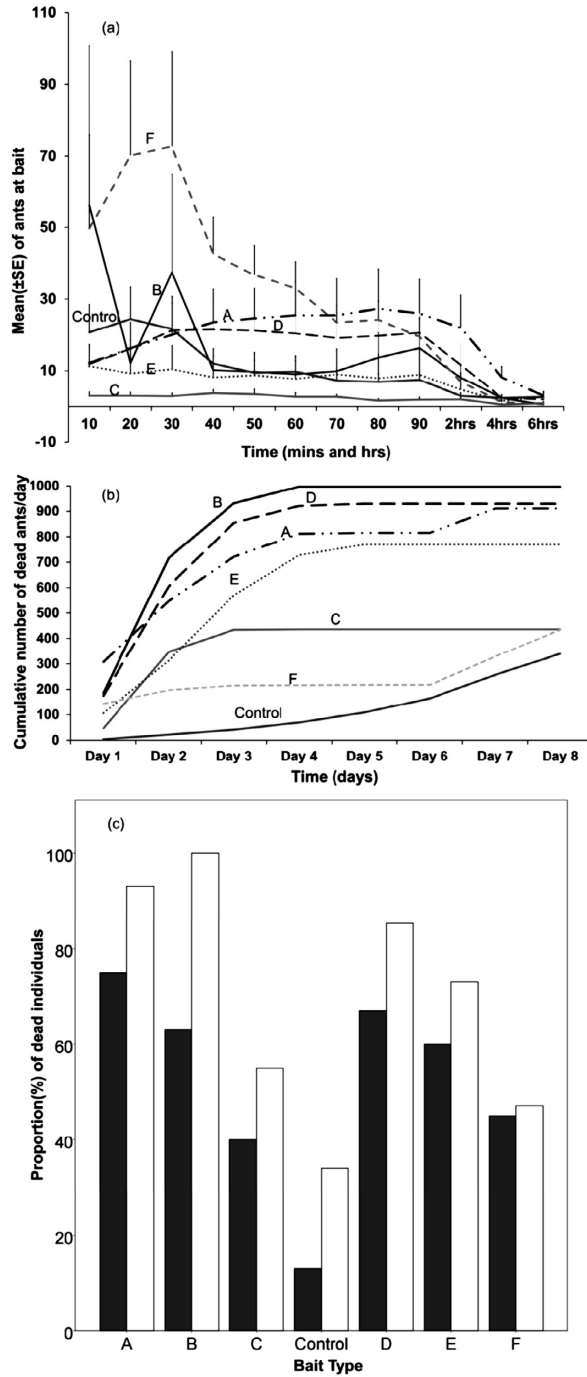 (a)
Mean(±SE) of ants at bait
110
90
70
50
30
10
-10
F
B
A
Control
D
E
C
10 20 30 40 50 60 70 80 90 2hrs 4hrs 6hrs
Time (mins and hrs)
(b)
Cumulative number of dead ants/day
1000
900
800
700
600
500
400
300
200
100
0
B
D
A
E
C
F
Control
Day 1 Day 2 Day 3 Day 4 Day 5 Day 6 Day 7 Day 8
Time (days)
(c)
Proportion(%) of dead individuals
100
80
60
40
20
0
A B C Control D E F
Bait Type